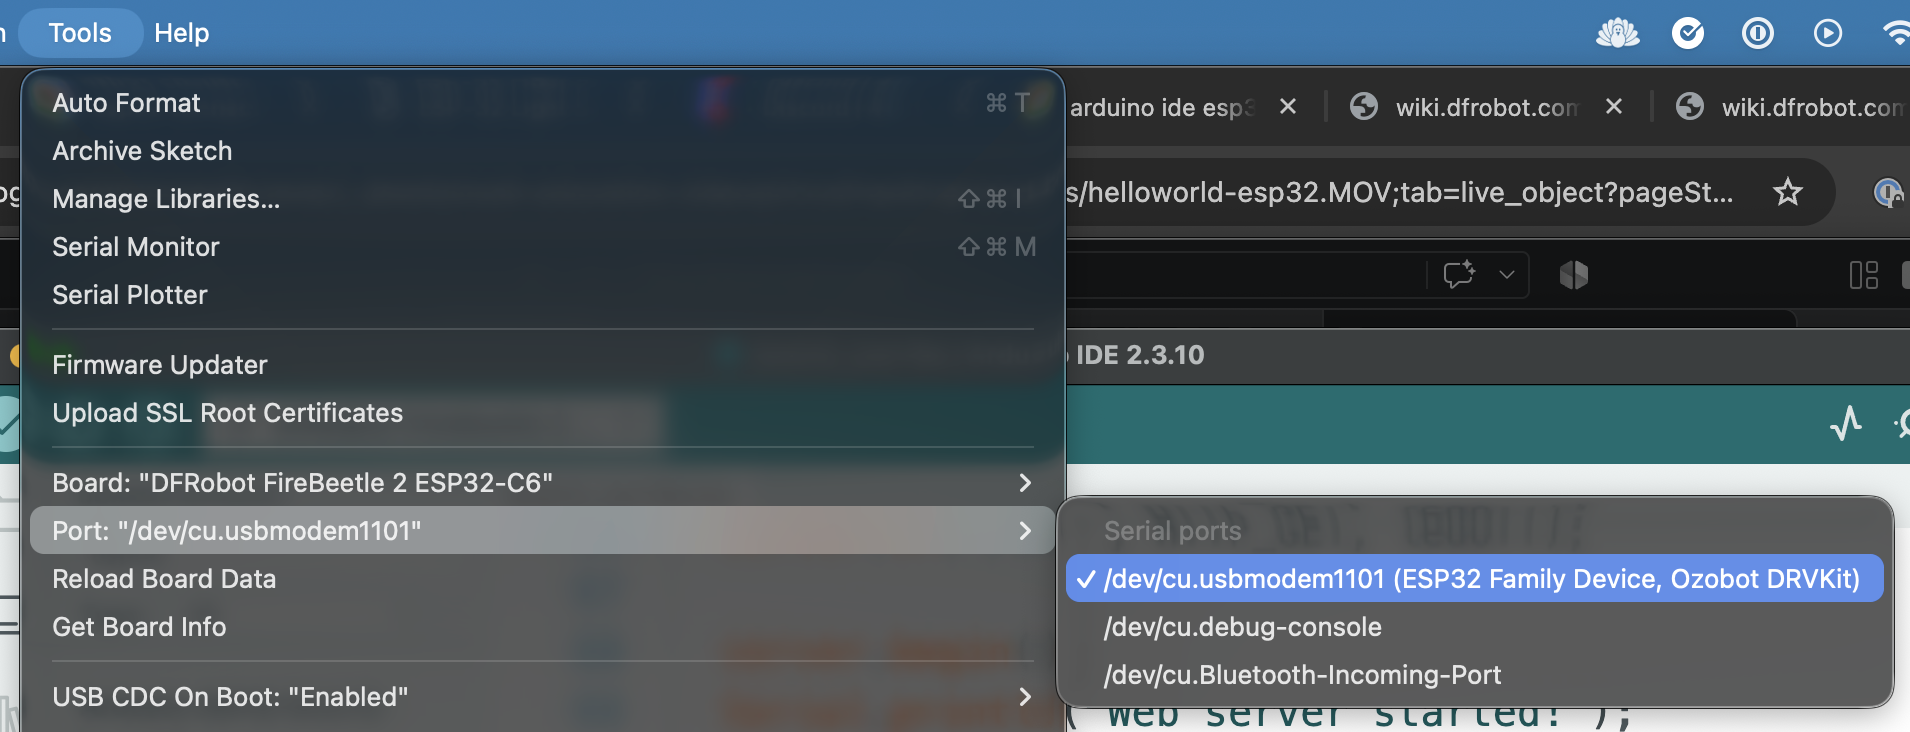 Tools Help
Auto Format ⌘ T
Archive Sketch
Manage Libraries... ⇧ ⌘ I
Serial Monitor ⇧ ⌘ M
Serial Plotter
arduino ide esp3
wiki.dfrobot.com
wiki.dfrobot.com
s/helloworld-esp32.MOV;tab=live_object?pageSt...
Firmware Updater
Upload SSL Root Certificates
IDE 2.3.10
Board: "DFRobot FireBeetle 2 ESP32-C6"
Port: "/dev/cu.usbmodem1101"
Reload Board Data
Get Board Info
USB CDC On Boot: "Enabled"
Serial ports
✓ /dev/cu.usbmodem1101 (ESP32 Family Device, Ozobot DRVKit)
/dev/cu.debug-console
/dev/cu.Bluetooth-Incoming-Port
Web server started! );